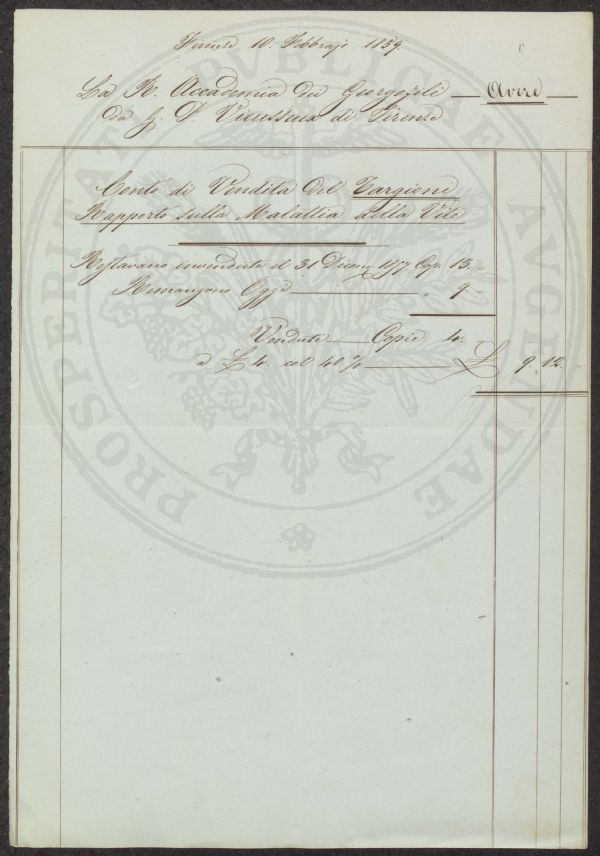 Firenze 10. Febbrajo 1859.
La R. Accademia dei Georgofili — Avere —
Da G. P. Vieusseux di Firenze
Conto di Vendita del Targioni
Rapporto sulla Malattia della Vite
Restavano invendute il 31. Dicem. 1857 Cop. 13.
Rimangono Oggi — " 9
Vendute — Copie 4.
a £ 4. col 40 % — £ 9. 12.
PROSPERITATI PUBLICAE AUGENDAE